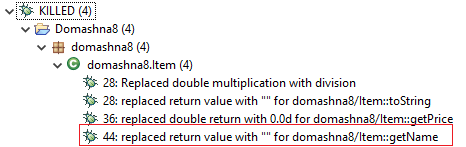 KILLED (4)
Domashna8 (4)
domashna8 (4)
domashna8.Item (4)
28: Replaced double multiplication with division
28: replaced return value with "" for domashna8/Item::toString
36: replaced double return with 0.0d for domashna8/Item::getPrice
44: replaced return value with "" for domashna8/Item::getName